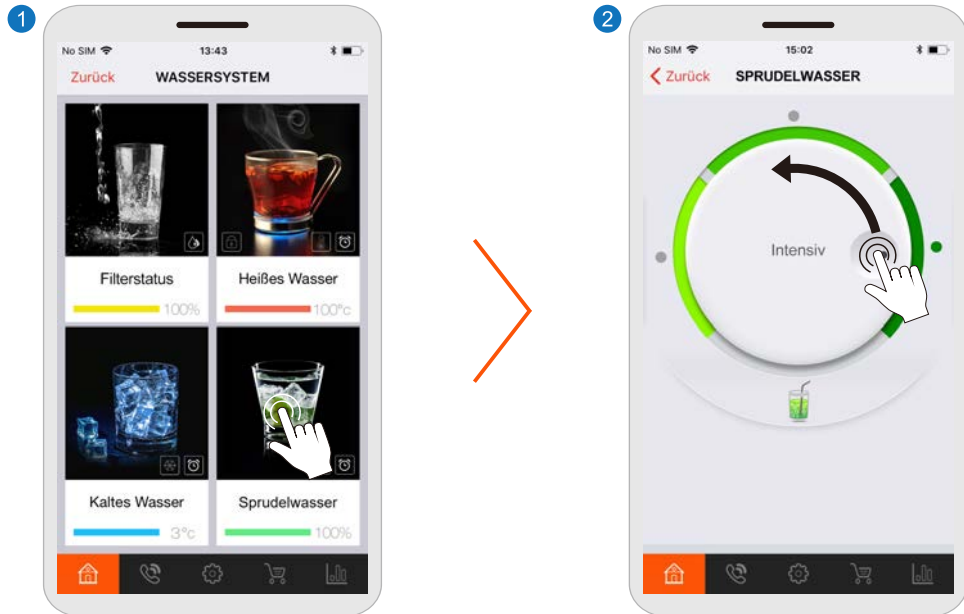 1
No SIM 13:43
Zurück WASSERSYSTEM
Filterstatus Heißes Wasser
100% 100°c
Kaltes Wasser Sprudelwasser
3°c 100%
2
No SIM 15:02
Zurück SPRUDELWASSER
Intensiv